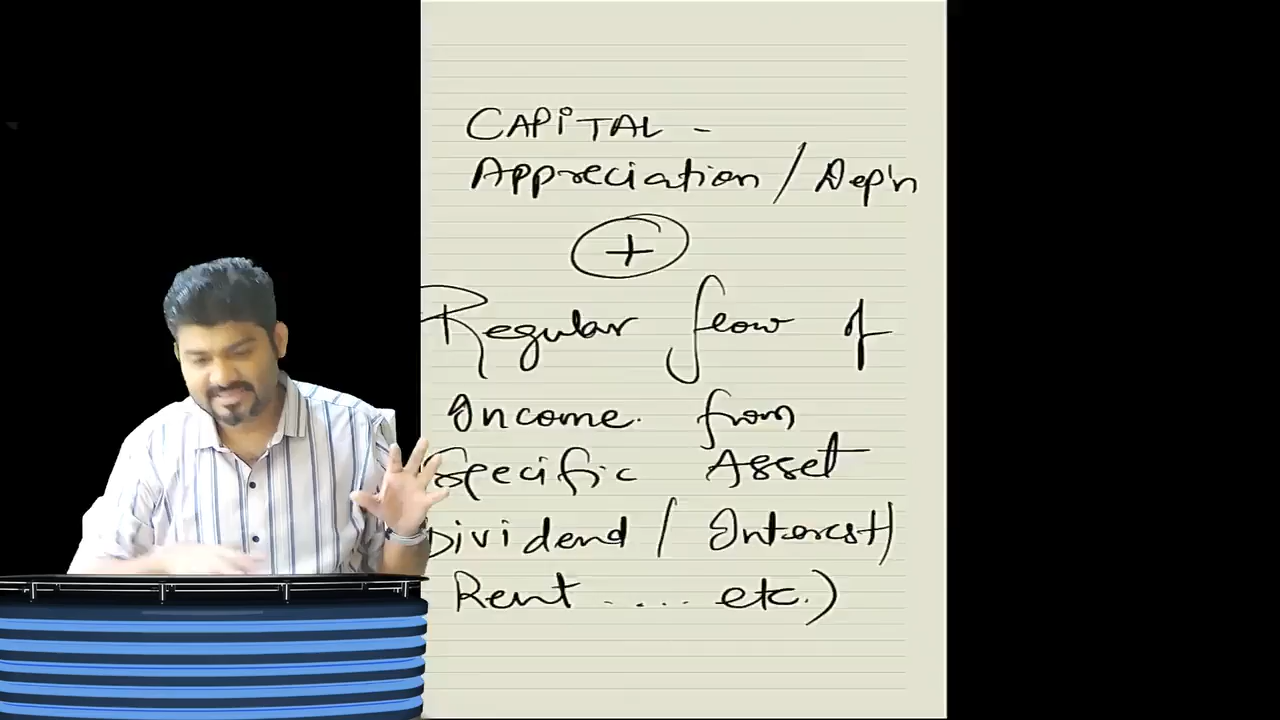 CAPITAL -
Appreciation / Dep'n
+
Regular flow of
Income. from
Specific Asset
Dividend / Interest /
Rent .... etc.)